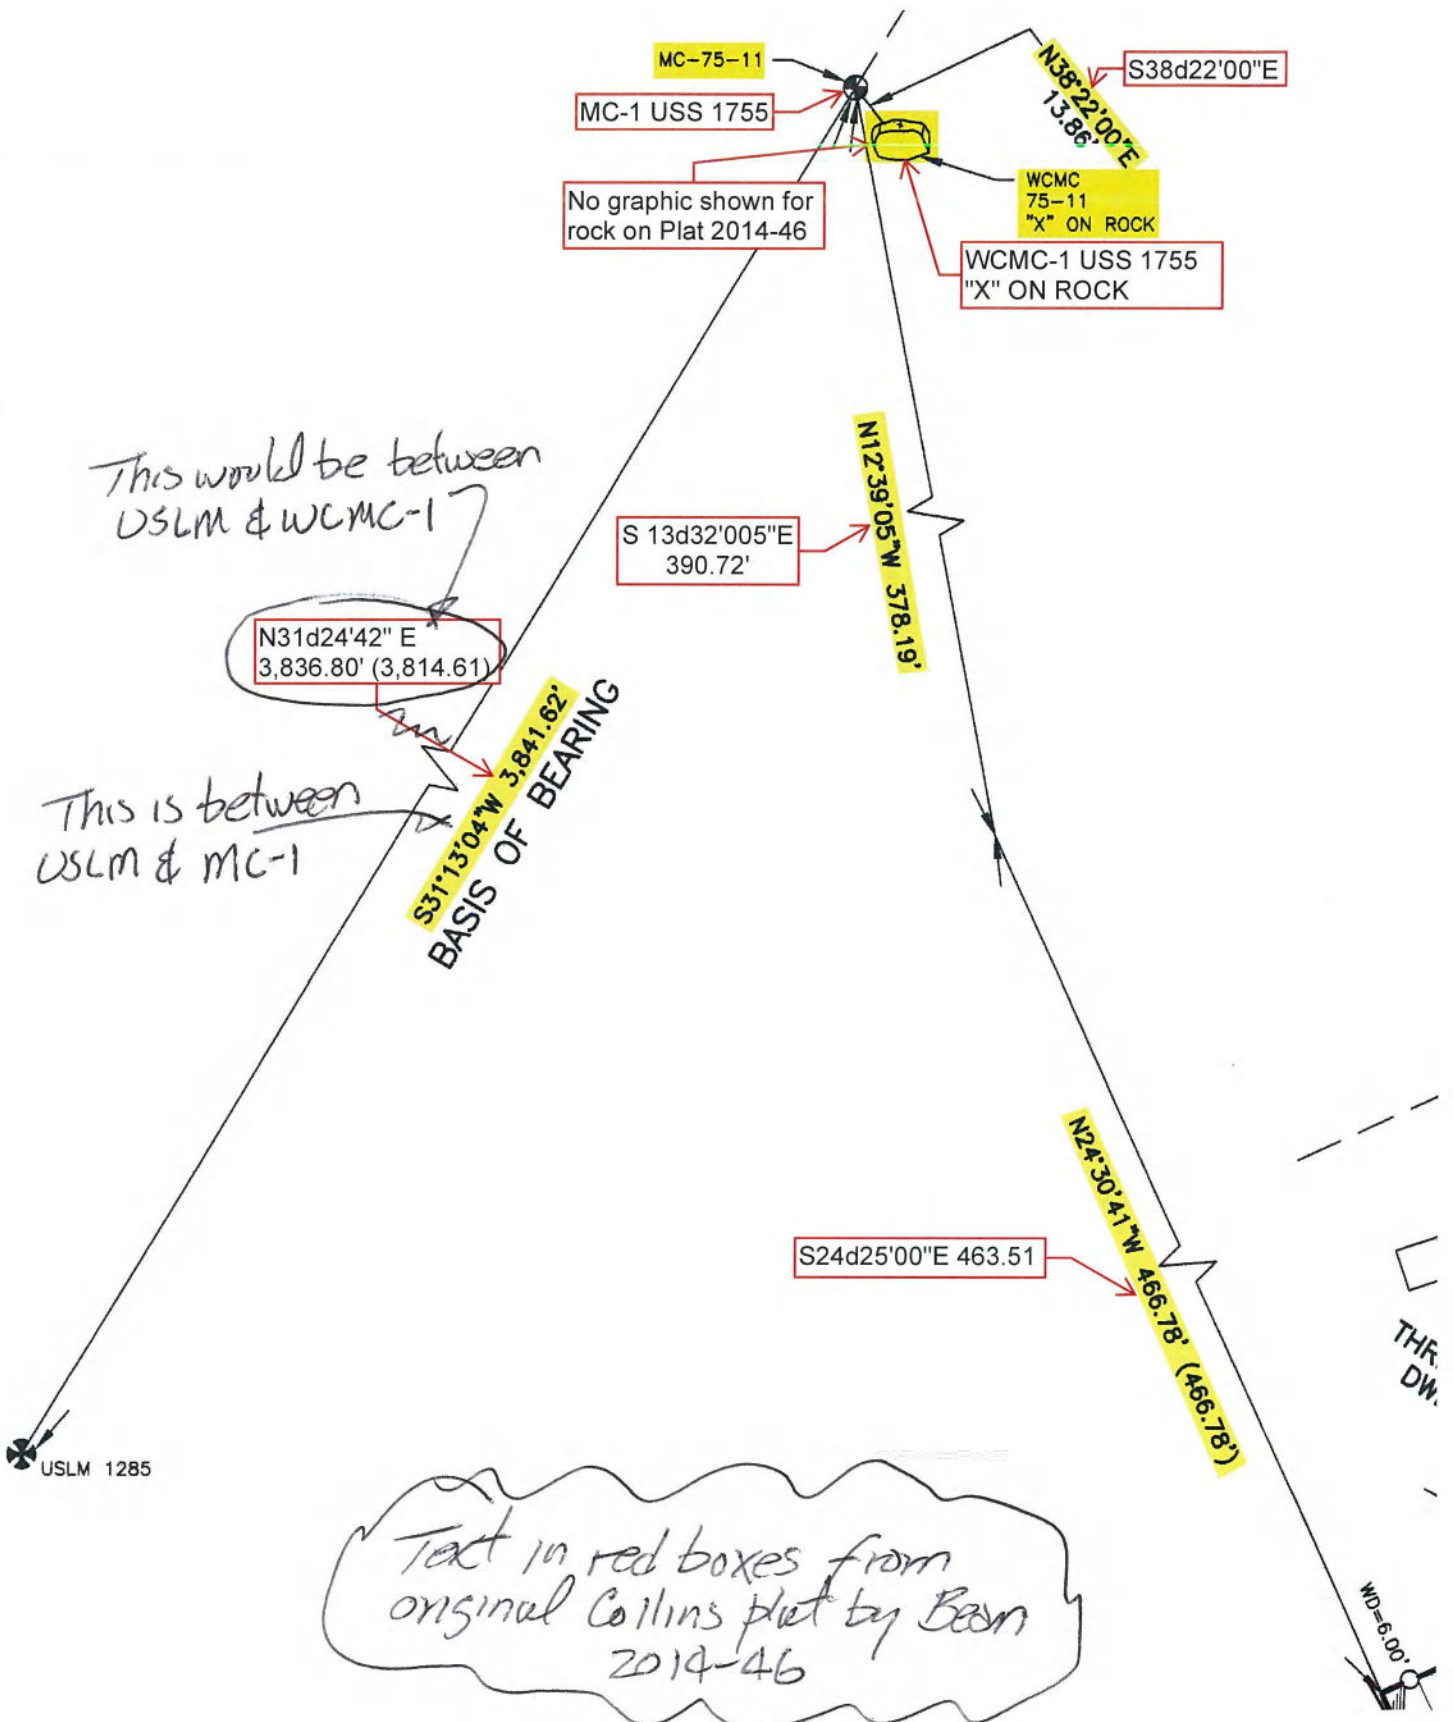 MC-75-11
MC-1 USS 1755
N38°22'00"E
13.86'
S38d22'00"E
No graphic shown for
rock on Plat 2014-46
WCMC
75-11
"X" ON ROCK
WCMC-1 USS 1755
"X" ON ROCK
This would be between
USLM & WCMC-1
N12°39'05"W 378.19'
S 13d32'005"E
390.72'
N31d24'42" E
3,836.80' (3,814.61)
S31°13'04"W 3,841.62'
BASIS OF BEARING
This is between
USLM & MC-1
N24°30'41"W 466.78' (466.78')
S24d25'00"E 463.51
THR.
DW.
USLM 1285
Text in red boxes from
original Collins plat by Bean
2014-46
WD=6.00'